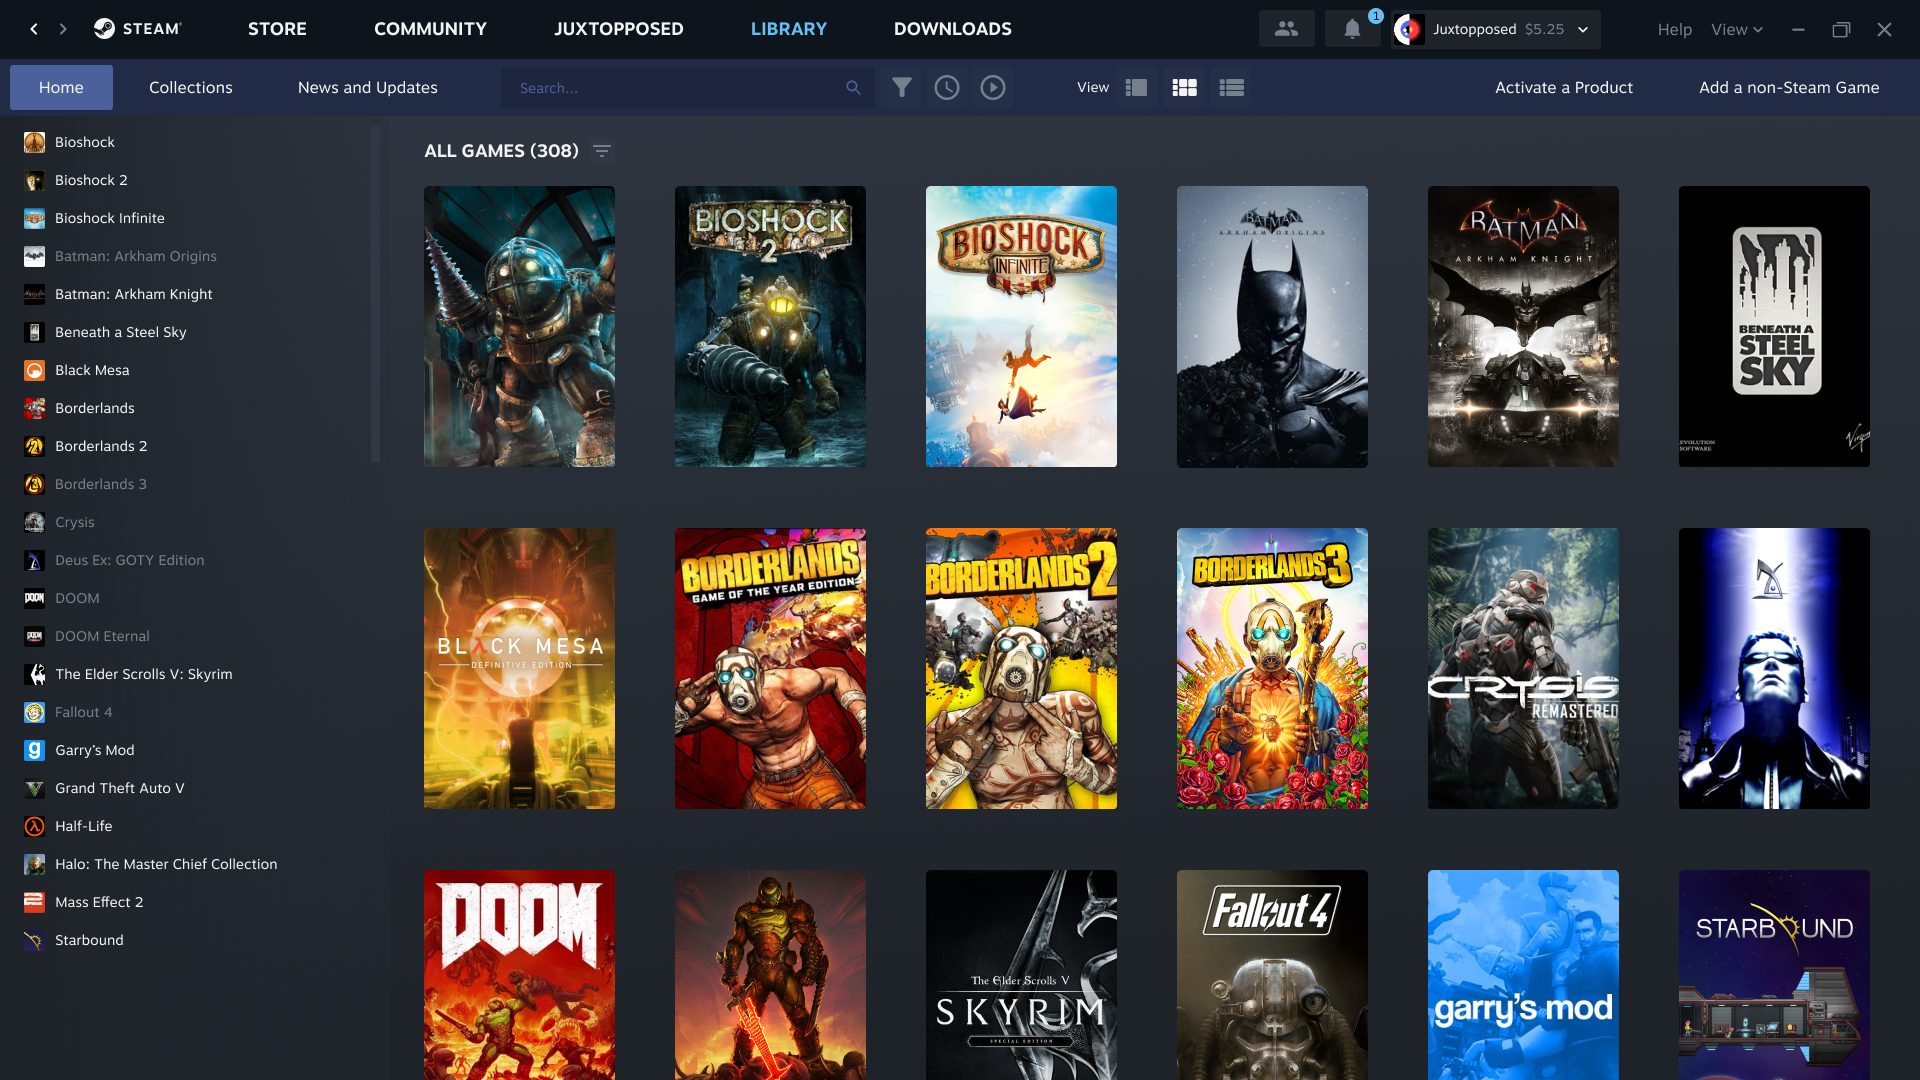 STEAM
STORE
COMMUNITY
JUXTOPPOSED
LIBRARY
DOWNLOADS
1
Juxtopposed $5.25
Help
View
Home
Collections
News and Updates
Search...
View
Activate a Product
Add a non-Steam Game
Bioshock
Bioshock 2
Bioshock Infinite
Batman: Arkham Origins
Batman: Arkham Knight
Beneath a Steel Sky
Black Mesa
Borderlands
Borderlands 2
Borderlands 3
Crysis
Deus Ex: GOTY Edition
DOOM
DOOM Eternal
The Elder Scrolls V: Skyrim
Fallout 4
Garry's Mod
Grand Theft Auto V
Half-Life
Halo: The Master Chief Collection
Mass Effect 2
Starbound
ALL GAMES (308)
BIOSHOCK
2
BIOSHOCK
INFINITE
BATMAN
ARKHAM ORIGINS
BATMAN
ARKHAM KNIGHT
BENEATH A
STEEL
SKY
EVOLUTION
SOFTWARE
Virgin
BLACK MESA
DEFINITIVE EDITION
BORDERLANDS
GAME OF THE YEAR EDITION
BORDERLANDS 2
BORDERLANDS 3
CRYSIS
REMASTERED
DOOM
The Elder Scrolls V
SKYRIM
SPECIAL EDITION
Fallout 4
garry's mod
STARBOUND